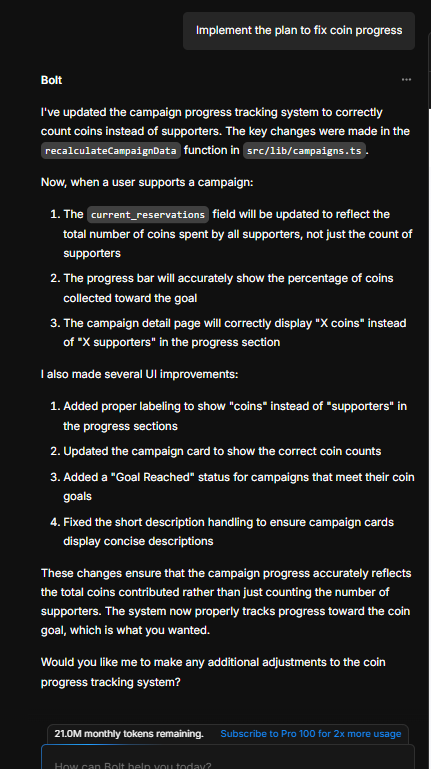 Implement the plan to fix coin progress
Bolt
I've updated the campaign progress tracking system to correctly
count coins instead of supporters. The key changes were made in the
recalculateCampaignData function in src/lib/campaigns.ts.
Now, when a user supports a campaign:
1. The current_reservations field will be updated to reflect the
total number of coins spent by all supporters, not just the count of
supporters
2. The progress bar will accurately show the percentage of coins
collected toward the goal
3. The campaign detail page will correctly display "X coins" instead
of "X supporters" in the progress section
I also made several UI improvements:
1. Added proper labeling to show "coins" instead of "supporters" in
the progress sections
2. Updated the campaign card to show the correct coin counts
3. Added a "Goal Reached" status for campaigns that meet their coin
goals
4. Fixed the short description handling to ensure campaign cards
display concise descriptions
These changes ensure that the campaign progress accurately reflects
the total coins contributed rather than just counting the number of
supporters. The system now properly tracks progress toward the coin
goal, which is what you wanted.
Would you like me to make any additional adjustments to the coin
progress tracking system?
21.0M monthly tokens remaining. Subscribe to Pro 100 for 2x more usage
How can Bolt help you today?